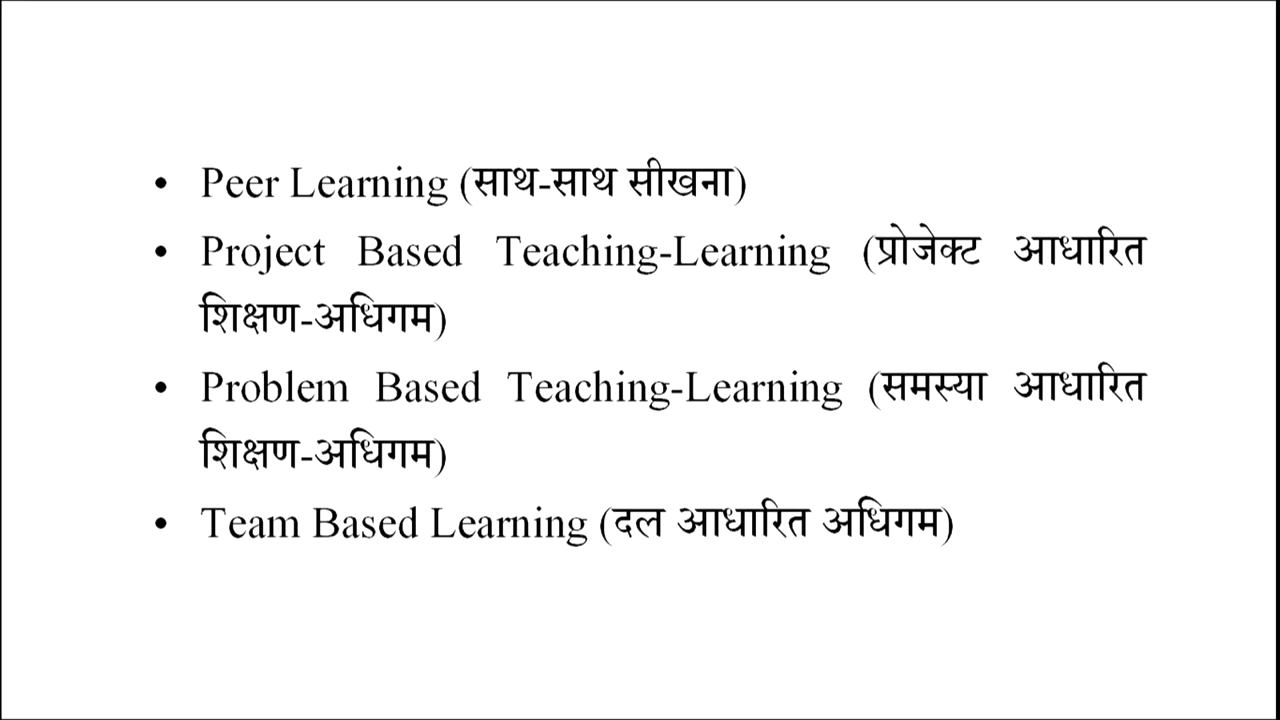 • Peer Learning (साथ-साथ सीखना)
• Project Based Teaching-Learning (प्रोजेक्ट आधारित
शिक्षण-अधिगम)
• Problem Based Teaching-Learning (समस्या आधारित
शिक्षण-अधिगम)
• Team Based Learning (दल आधारित अधिगम)